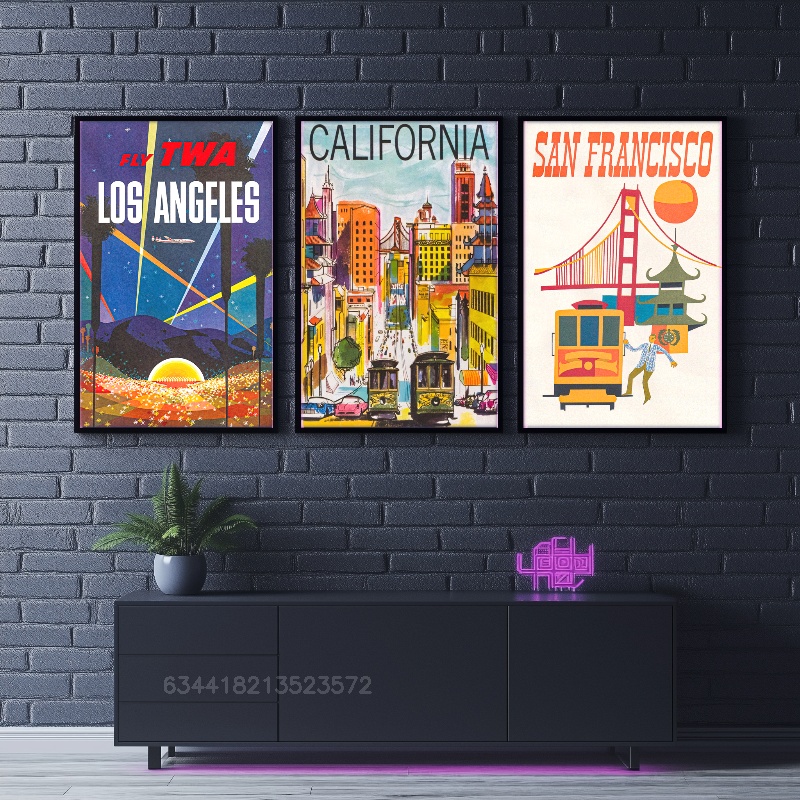 FLY TWA
LOS ANGELES
CALIFORNIA
SAN FRANCISCO
634418213523572